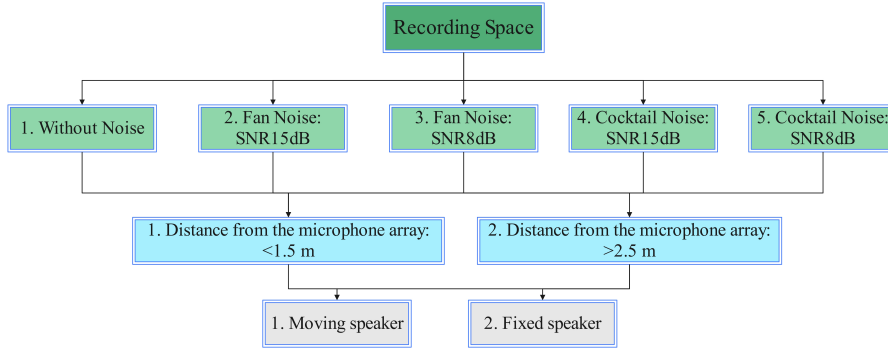 Recording Space
1. Without Noise
2. Fan Noise:
SNR15dB
3. Fan Noise:
SNR8dB
4. Cocktail Noise:
SNR15dB
5. Cocktail Noise:
SNR8dB
1. Distance from the microphone array:
<1.5 m
2. Distance from the microphone array:
>2.5 m
1. Moving speaker
2. Fixed speaker